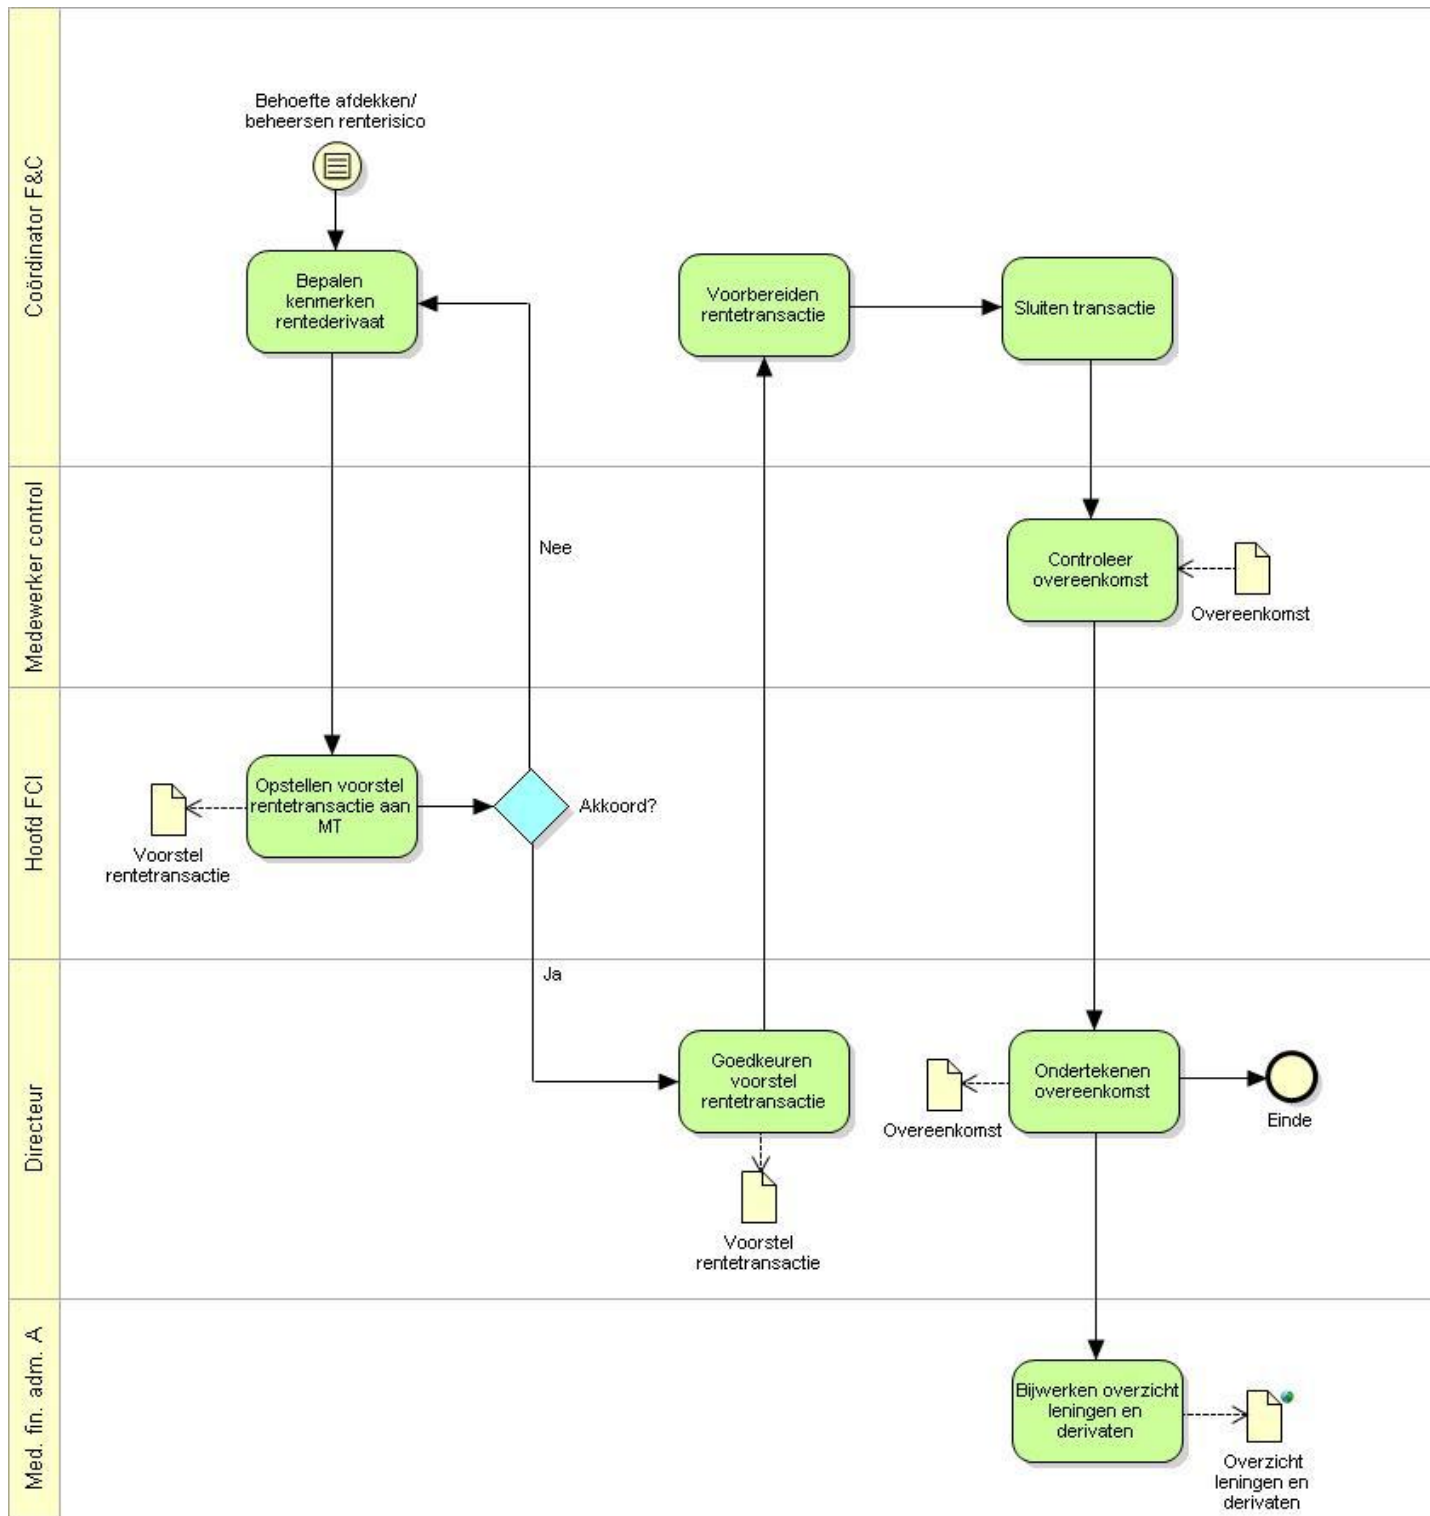 Coördinator F&C
Behoefte afdekken/
beheersen renterisico
Bepalen
kenmerken
rentederivaat
Voorbereiden
rentetransactie
Sluiten transactie
Medewerker control
Nee
Controleer
overeenkomst
Overeenkomst
Hoofd FCI
Opstellen voorstel
rentetransactie aan
MT
Voorstel
rentetransactie
Akkoord?
Directeur
Ja
Goedkeuren
voorstel
rentetransactie
Voorstel
rentetransactie
Ondertekenen
overeenkomst
Overeenkomst
Einde
Med. fin. adm. A
Bijwerken overzicht
leningen en
derivaten
Overzicht
leningen en
derivaten